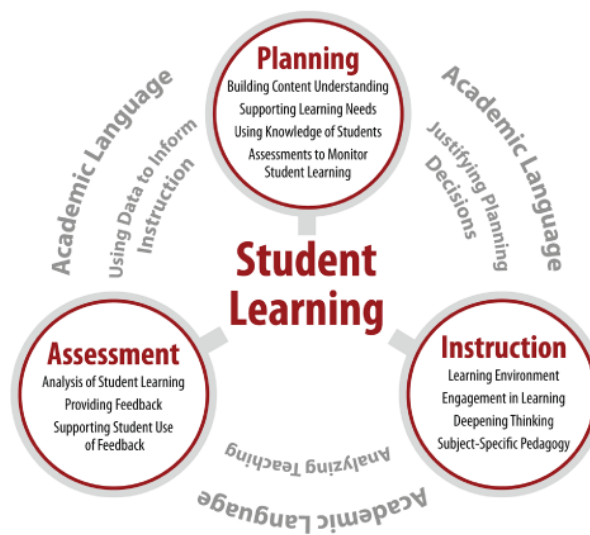 Planning
Building Content Understanding
Supporting Learning Needs
Using Knowledge of Students
Assessments to Monitor
Student Learning
Academic Language
Using Data to Inform
Instruction
Academic Language
Justifying Planning
Decisions
Student
Learning
Assessment
Analysis of Student Learning
Providing Feedback
Supporting Student Use
of Feedback
Instruction
Learning Environment
Engagement in Learning
Deepening Thinking
Subject-Specific Pedagogy
Analyzing Teaching
Academic Language